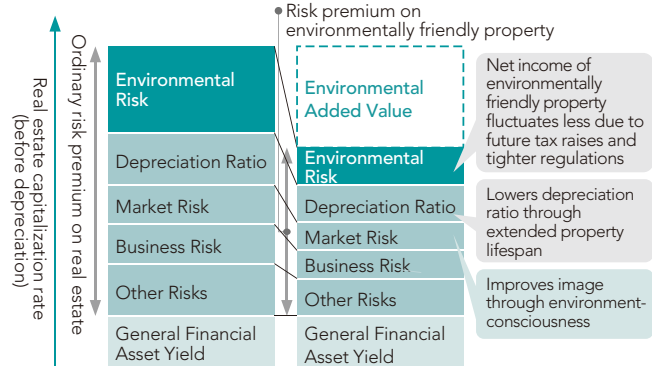 Risk premium on
environmentally friendly property
Real estate capitalization rate
(before depreciation)
Ordinary risk premium on real estate
Environmental
Risk
Depreciation Ratio
Market Risk
Business Risk
Other Risks
General Financial
Asset Yield
Environmental
Added Value
Environmental
Risk
Depreciation Ratio
Market Risk
Business Risk
Other Risks
General Financial
Asset Yield
Net income of
environmentally
friendly property
fluctuates less due to
future tax raises and
tighter regulations
Lowers depreciation
ratio through
extended property
lifespan
Improves image
through environment-
consciousness